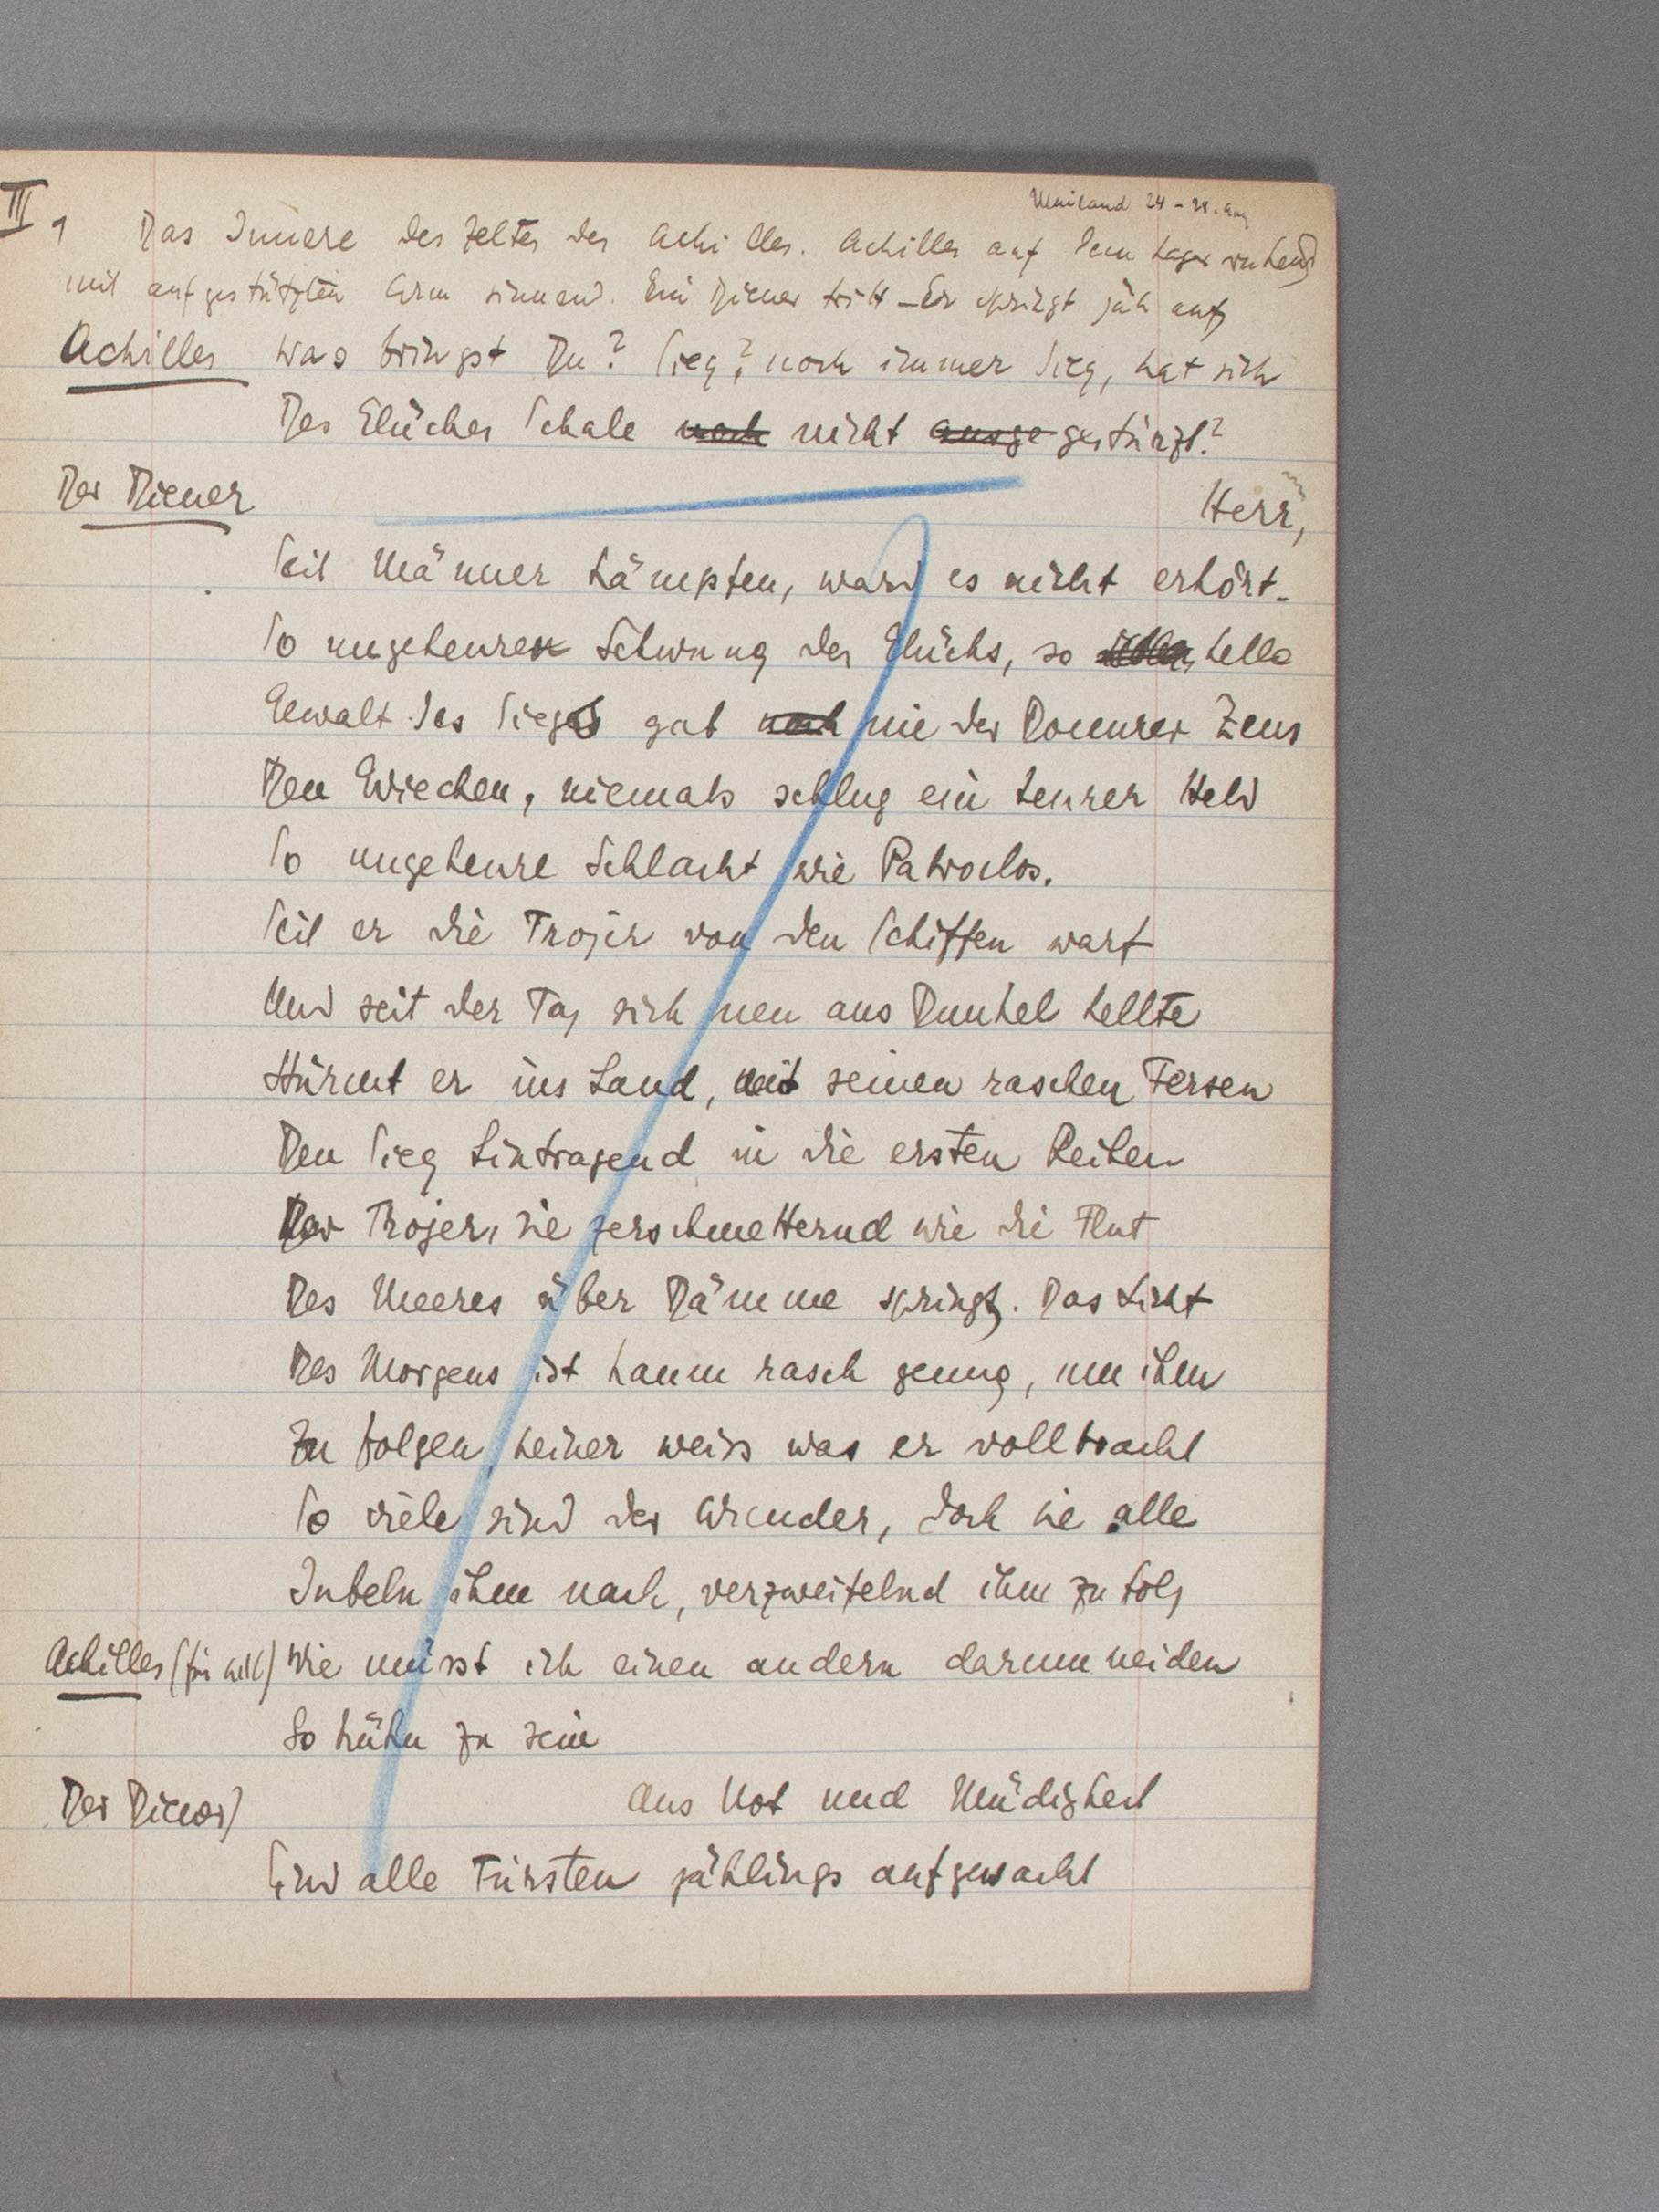 Mailand 24 - 28. Aug
III 1 Das Innere des Zeltes des Achilles. Achilles auf dem Lager ruhend
mit aufgestütztem Arm sinnend. Ein Diener tritt – Er springt jäh auf
Achilles Was bringst Du? Sieg? noch immer Sieg, hat sich
Des Glückes Schale noch nicht ausge gestürzt?
Der Diener Herr,
Seit Männer kämpften, ward es nicht erhört.
So ungeheuren Schwung des Glücks, so helle
Gewalt des Siegs gab noch nie der Donnrer Zeus
Den Griechen, niemals schlug ein teurer Held
So ungeheure Schlacht wie Patroclos.
Seit er die Trojer von den Schiffen warf
Und seit der Tag sich neu aus Dunkel hellte
Stürmt er ins Land, mit seinen raschen Fersen
Den Sieg hintragend in die ersten Reihen
Der Trojer, sie zerschmetternd wie die Flut
Des Meeres über Dämme springt. Das Licht
Des Morgens ist kaum rasch genug, um ihm
Zu folgen, keiner weiss was er vollbracht
So viele sind der Wunder, doch sie alle
Jubeln ihm nach, verzweifelnd ihm zu folg
Achilles (für sich) Wie müsst ich einen andern darum neiden
So kühn zu sein
Der Diener) Aus Not und Müdigkeit
Sind alle Fürsten jählings aufgewacht